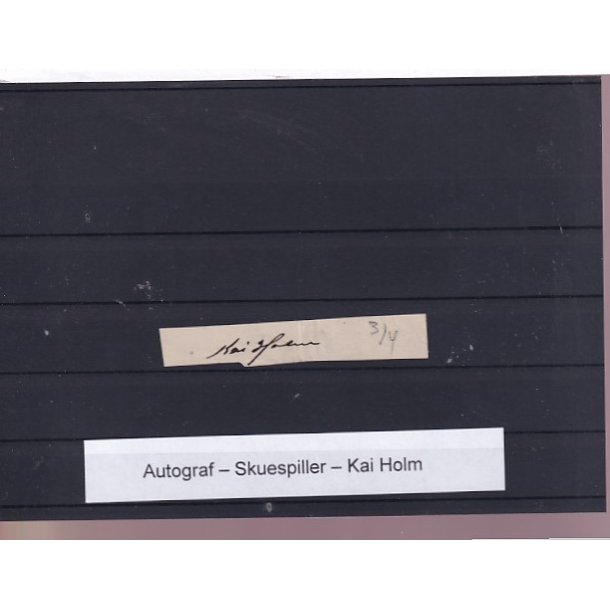 Kai Holm 3/4
Autograf – Skuespiller – Kai Holm